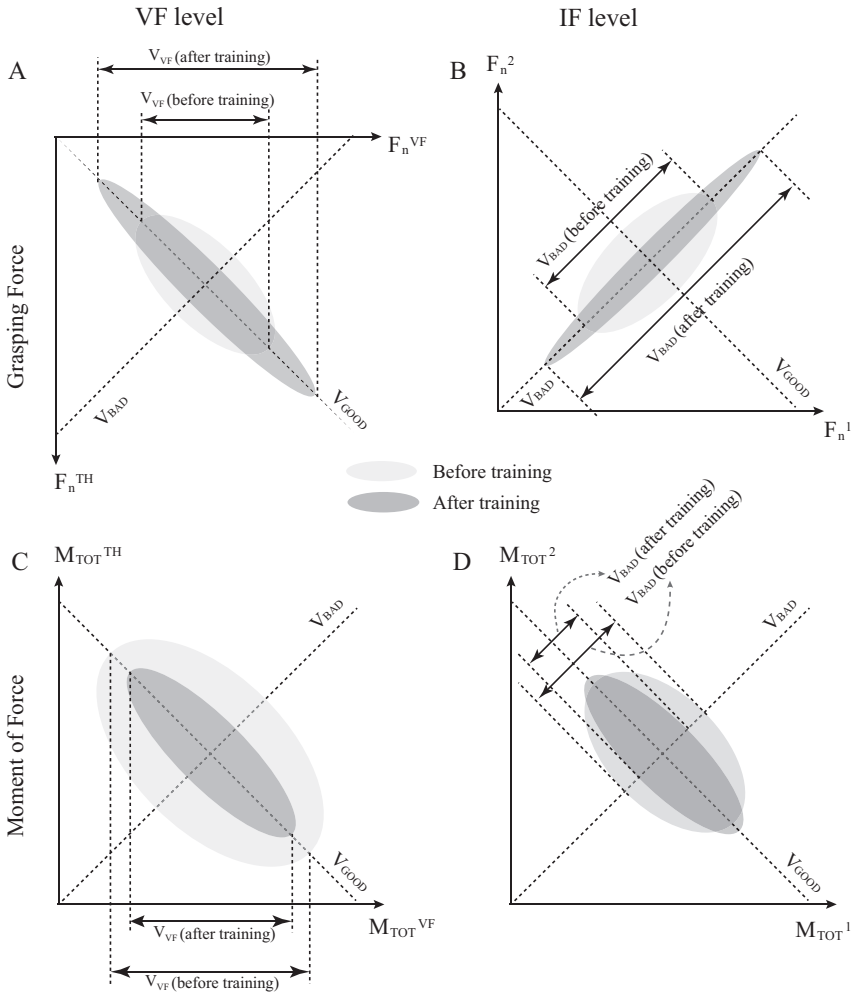 VF level
IF level
A
V_VF (after training)
V_VF (before training)
F_n^VF
F_n^TH
V_BAD
V_GOOD
Grasping Force
B
F_n^2
V_BAD (before training)
V_BAD (after training)
V_BAD
V_GOOD
F_n^1
Before training
After training
C
M_TOT^TH
V_BAD
V_GOOD
M_TOT^VF
V_VF (after training)
V_VF (before training)
Moment of Force
D
M_TOT^2
V_BAD (after training)
V_BAD (before training)
V_BAD
V_GOOD
M_TOT^1